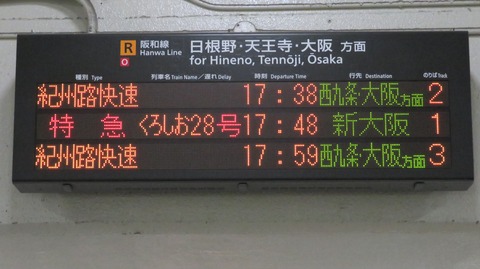 R 阪和線 日根野・天王寺・大阪 方面
O Hanwa Line for Hineno, Tennōji, Ōsaka
種別 Type 列車名 Train Name／遅れ Delay 時刻 Departure Time 行先 Destination のりば Track
紀州路快速 17:38 西九条・大阪方面 2
特急 くろしお28号 17:48 新大阪 1
紀州路快速 17:59 西九条・大阪方面 3